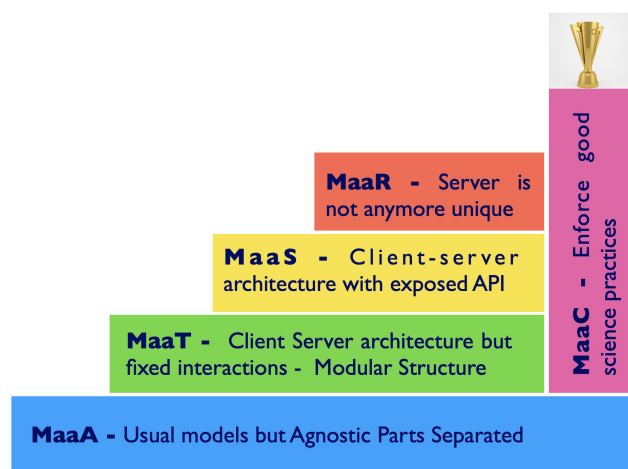 MaaR - Server is
not anymore unique
MaaS - Client-server
architecture with exposed API
MaaT - Client Server architecture but
fixed interactions - Modular Structure
MaaC - Enforce good
science practices
MaaA - Usual models but Agnostic Parts Separated